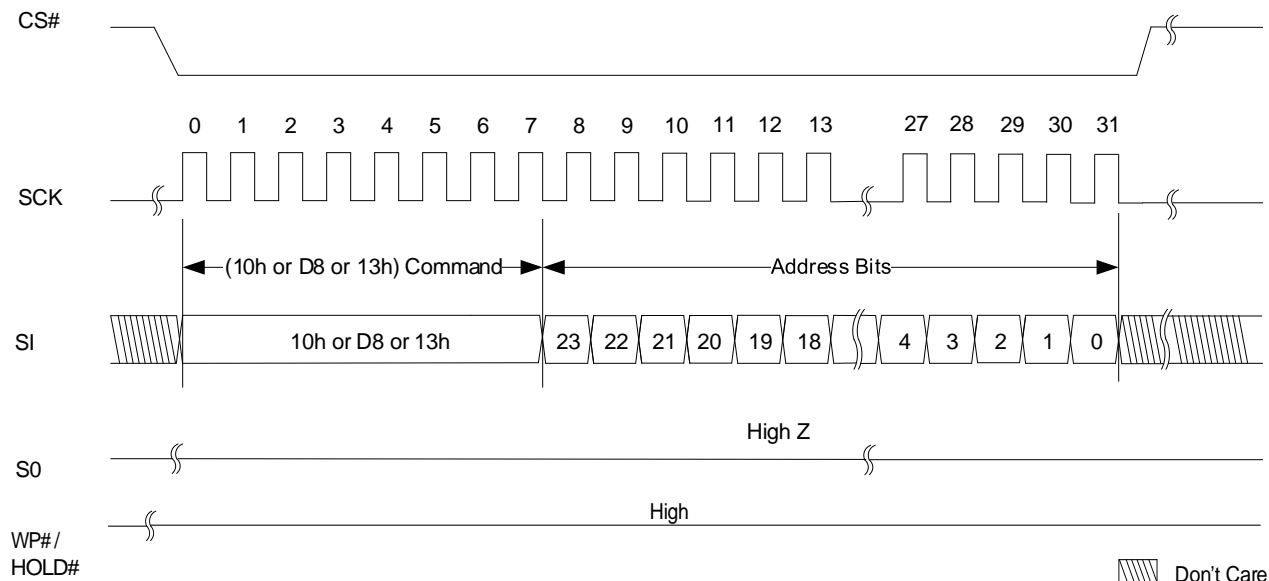 CS#
0 1 2 3 4 5 6 7 8 9 10 11 12 13 27 28 29 30 31
SCK
(10h or D8 or 13h) Command
Address Bits
SI
10h or D8 or 13h
23 22 21 20 19 18 4 3 2 1 0
High Z
S0
High
WP# /
HOLD#
Don't Care